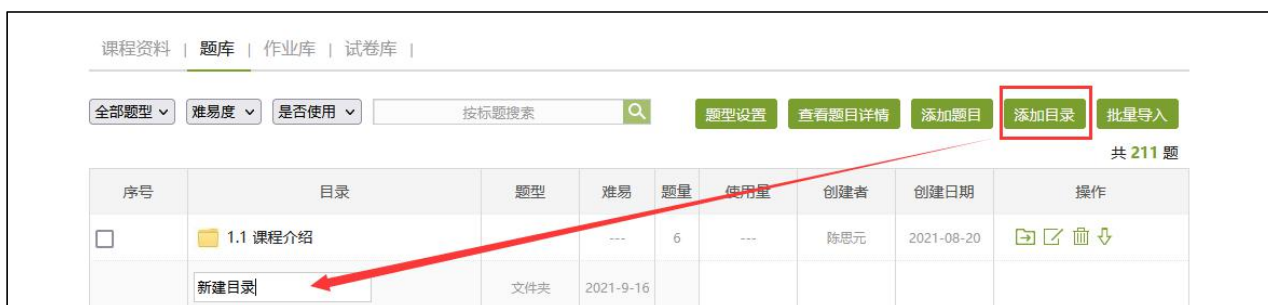 课程资料 | 题库 | 作业库 | 试卷库 |
全部题型 难易度 是否使用 按标题搜索 题型设置 查看题目详情 添加题目 添加目录 批量导入
共 211 题
序号 目录 题型 难易 题量 使用量 创建者 创建日期 操作
1.1 课程介绍 --- 6 --- 陈思元 2021-08-20
新建目录 文件夹 2021-9-16